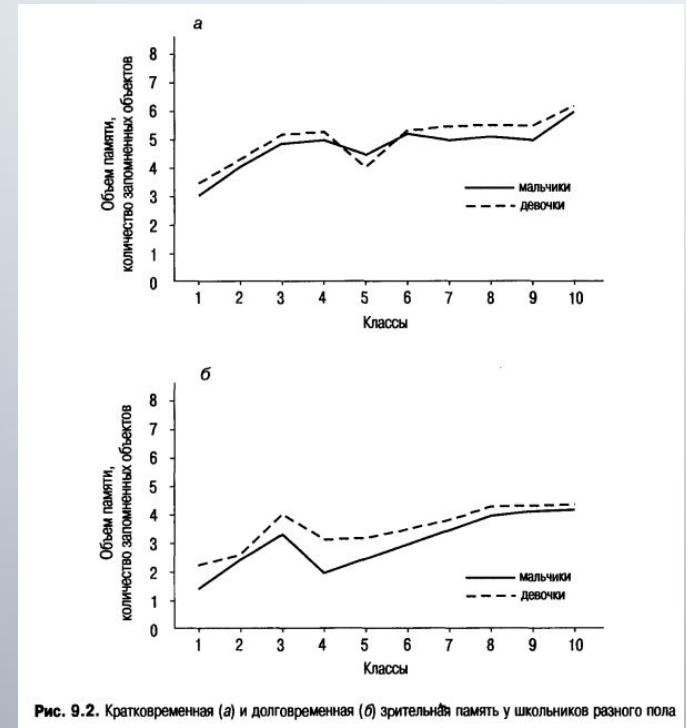 а
Объем памяти,
количество запомненных объектов
8
7
6
5
4
3
2
1
0
мальчики
девочки
1 2 3 4 5 6 7 8 9 10
Классы
б
Объем памяти,
количество запомненных объектов
8
7
6
5
4
3
2
1
0
мальчики
девочки
1 2 3 4 5 6 7 8 9 10
Классы
Рис. 9.2. Кратковременная (а) и долговременная (б) зрительная память у школьников разного пола